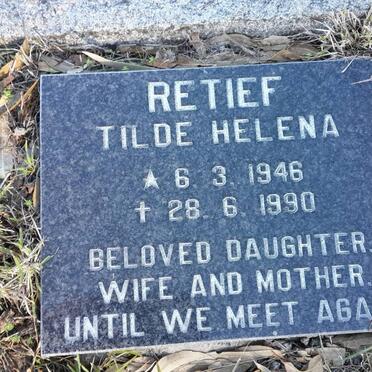 RETIEF
TILDE HELENA
★ 6. 3. 1946
✝ 28. 6. 1990
BELOVED DAUGHTER,
WIFE AND MOTHER
UNTIL WE MEET AGA